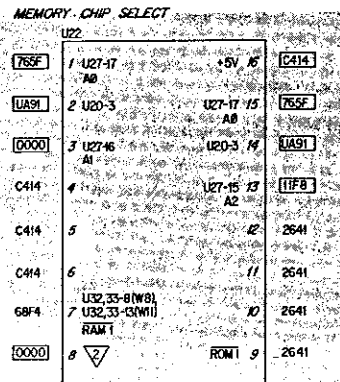 MEMORY CHIP SELECT
U22
765F 1 U27-17 +5V 16 C414
A0
UA91 2 U20-3 U27-17 15 765F
A0
0000 3 U27-16 U20-3 14 UA91
A1
C414 4 U27-15 13 11F8
A2
C414 5 12 2641
C414 6 11 2641
U32,33-8(W8)
68F4 7 U32,33-13(W11) 10 2641
RAM 1
0000 8 2 ROM 1 9 2641